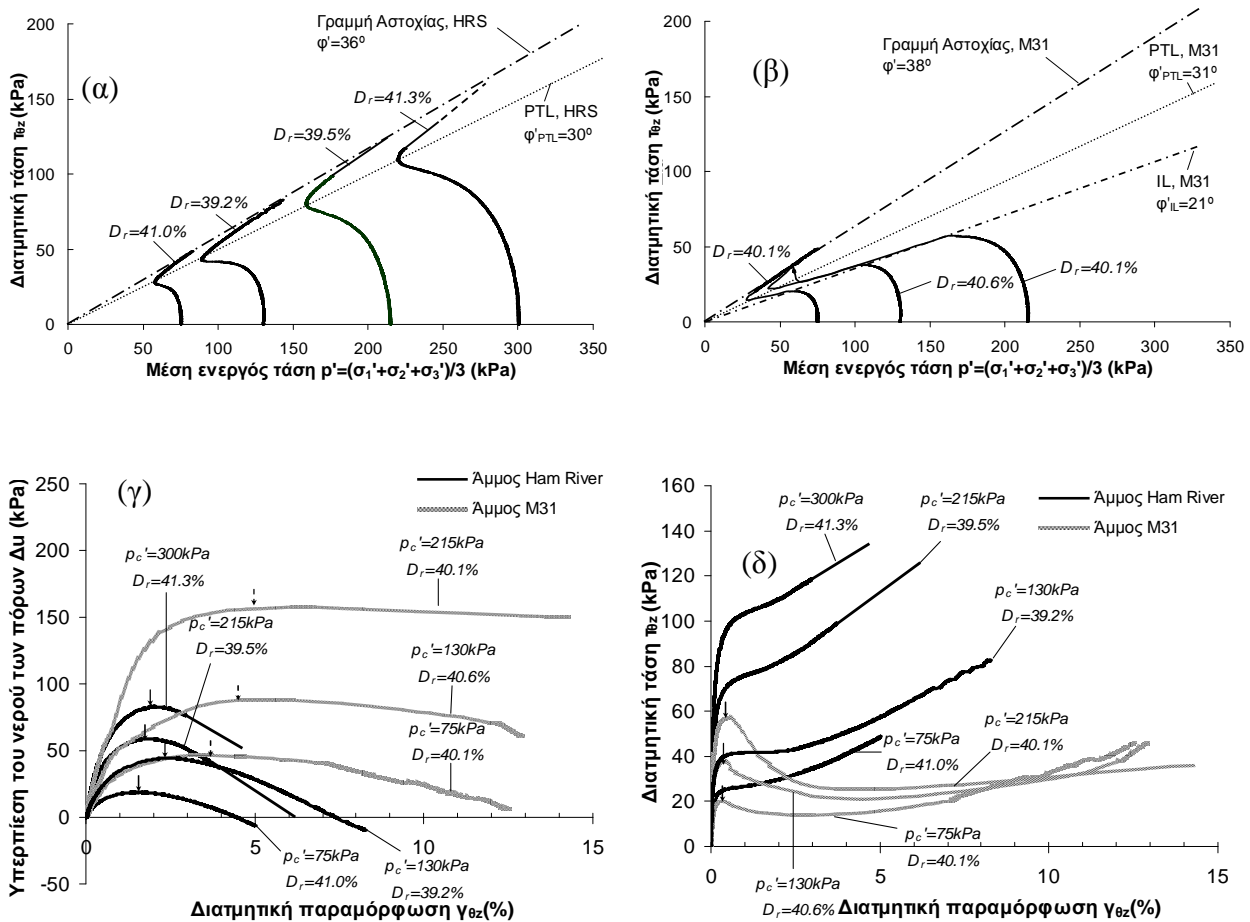 (α)
Διατμητική τάση τθz (kPa)
200
150
100
50
0
Γραμμή Αστοχίας, HRS
φ'=36º
Dr=41.3%
Dr=39.5%
Dr=39.2%
Dr=41.0%
PTL, HRS
φ'PTL=30º
0 50 100 150 200 250 300 350
Μέση ενεργός τάση p'=(σ1'+σ2'+σ3')/3 (kPa)
(β)
Διατμητική τάση τθz (kPa)
200
150
100
50
0
Γραμμή Αστοχίας, M31
φ'=38º
PTL, M31
φ'PTL=31º
IL, M31
φ'IL=21º
Dr=40.1%
Dr=40.6%
Dr=40.1%
0 50 100 150 200 250 300 350
Μέση ενεργός τάση p'=(σ1'+σ2'+σ3')/3 (kPa)
(γ)
Υπερπίεση του νερού των πόρων Δu (kPa)
250
200
150
100
50
0
-50
Άμμος Ham River
Άμμος M31
pc'=300kPa
Dr=41.3%
pc'=215kPa
Dr=40.1%
pc'=215kPa
Dr=39.5%
pc'=130kPa
Dr=40.6%
pc'=75kPa
Dr=40.1%
pc'=75kPa
Dr=41.0%
pc'=130kPa
Dr=39.2%
0 5 10 15
Διατμητική παραμόρφωση γθz(%)
(δ)
Διατμητική τάση τθz (kPa)
160
140
120
100
80
60
40
20
0
Άμμος Ham River
Άμμος M31
pc'=300kPa
Dr=41.3%
pc'=215kPa
Dr=39.5%
pc'=130kPa
Dr=39.2%
pc'=215kPa
Dr=40.1%
pc'=75kPa
Dr=41.0%
pc'=75kPa
Dr=40.1%
pc'=130kPa
Dr=40.6%
0 5 10 15
Διατμητική παραμόρφωση γθz(%)